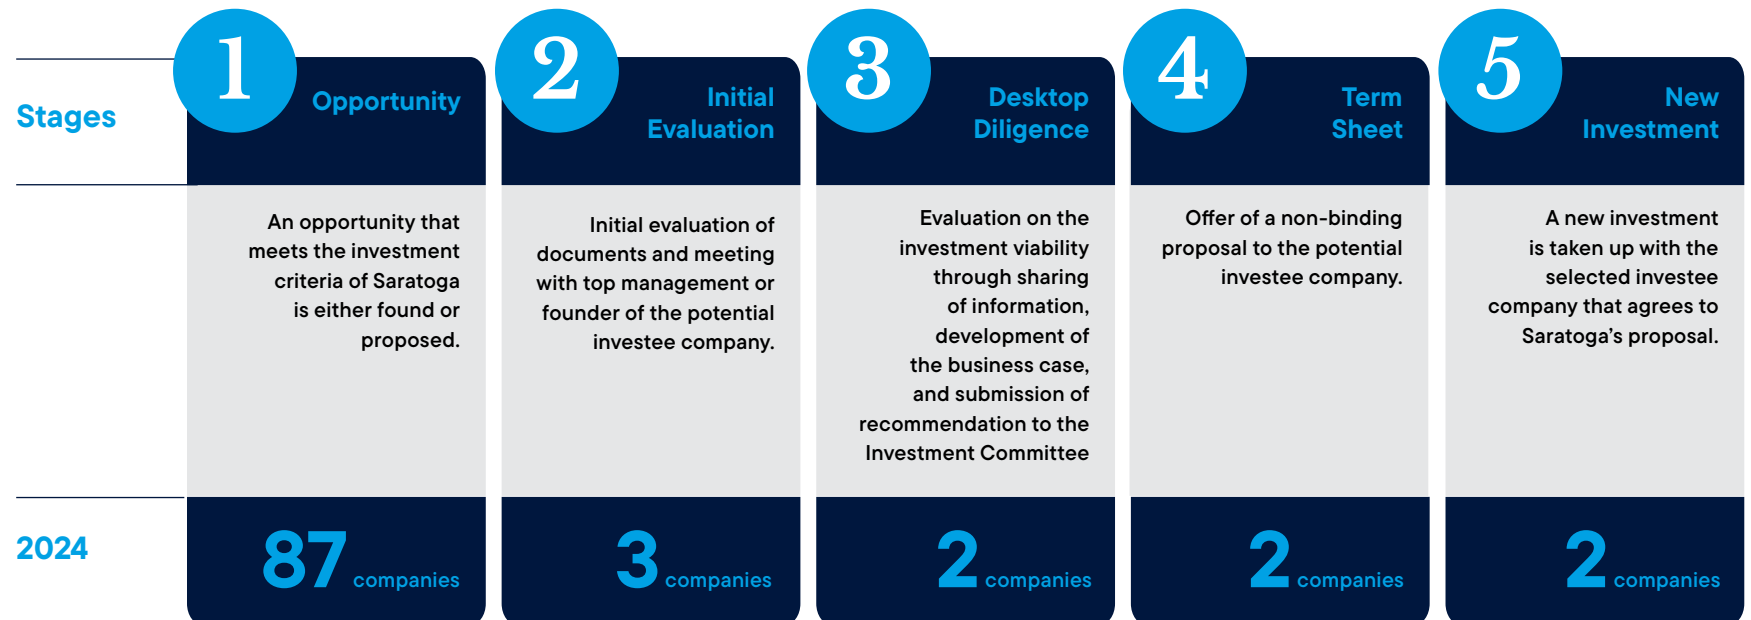 Stages
1
Opportunity
2
Initial
Evaluation
3
Desktop
Diligence
4
Term
Sheet
5
New
Investment
An opportunity that
meets the investment
criteria of Saratoga
is either found or
proposed.
Initial evaluation of
documents and meeting
with top management or
founder of the potential
investee company.
Evaluation on the
investment viability
through sharing
of information,
development of
the business case,
and submission of
recommendation to the
Investment Committee
Offer of a non-binding
proposal to the potential
investee company.
A new investment
is taken up with the
selected investee
company that agrees to
Saratoga’s proposal.
2024
87 companies
3 companies
2 companies
2 companies
2 companies